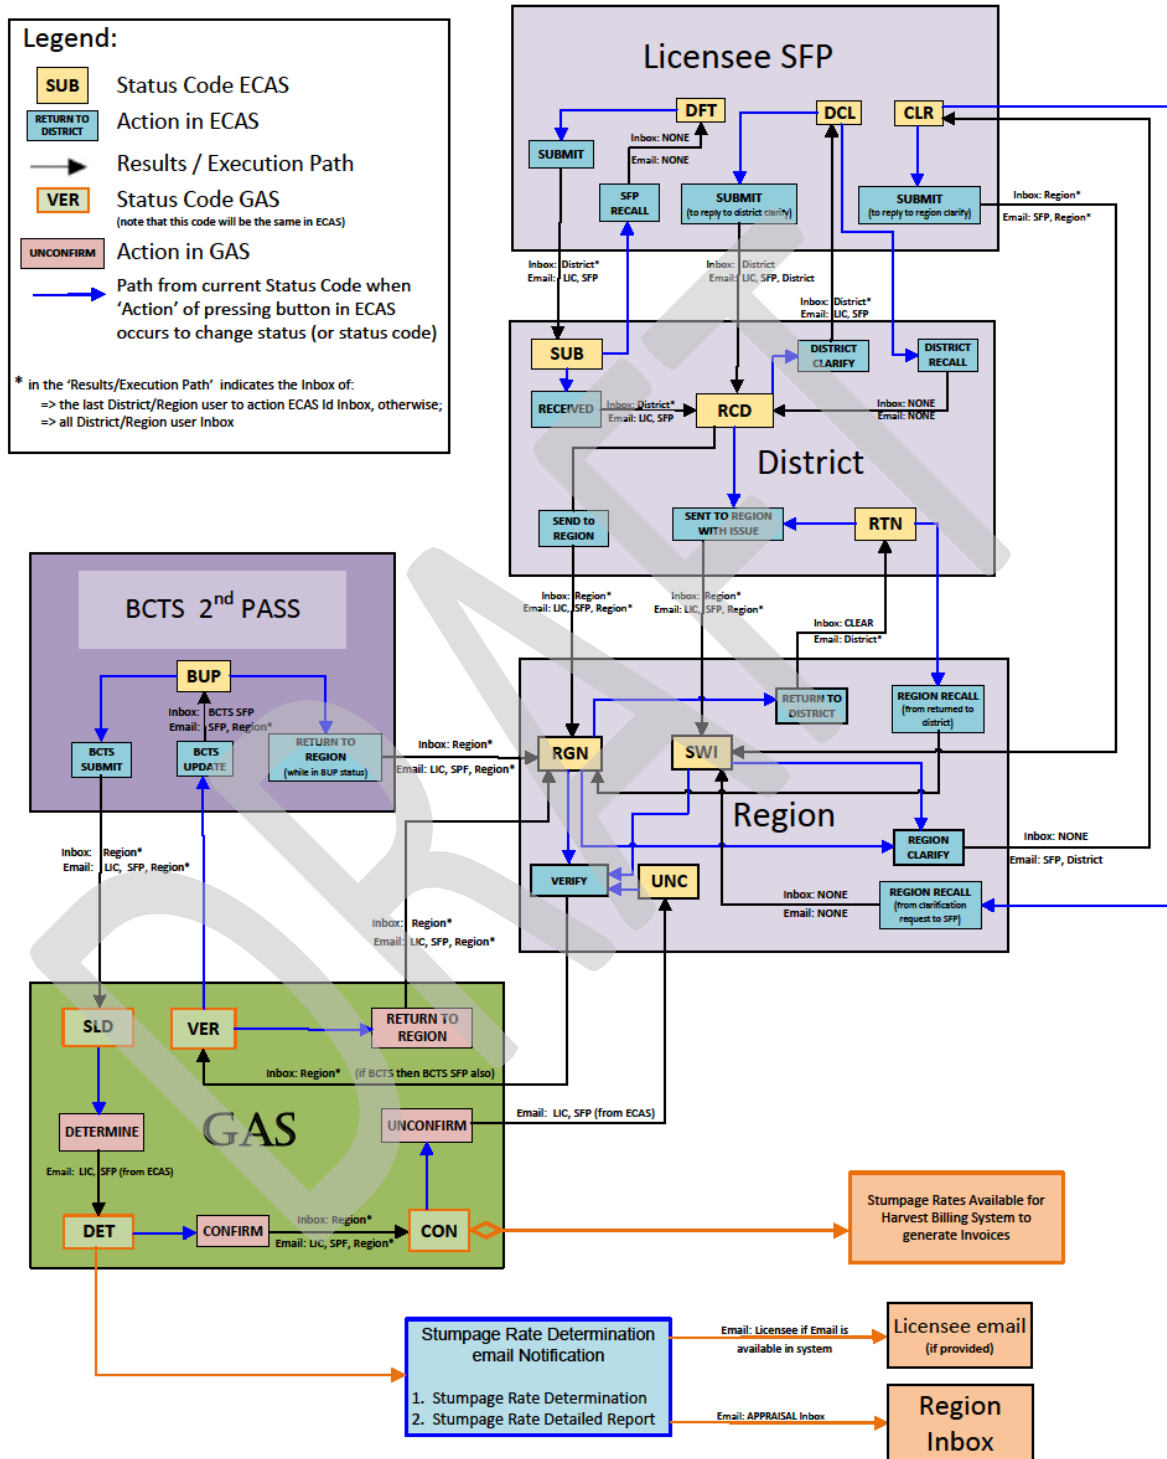 Legend:
SUB
Status Code ECAS
RETURN TO
DISTRICT
Action in ECAS
Results / Execution Path
VER
Status Code GAS
(note that this code will be the same in ECAS)
UNCONFIRM
Action in GAS
Path from current Status Code when
'Action' of pressing button in ECAS
occurs to change status (or status code)
* in the 'Results/Execution Path' indicates the Inbox of:
=> the last District/Region user to action ECAS Id Inbox, otherwise;
=> all District/Region user Inbox
Licensee SFP
DFT
DCL
CLR
SUBMIT
Inbox: NONE
Email: NONE
SFP
RECALL
SUBMIT
(to reply to district clarify)
SUBMIT
(to reply to region clarify)
Inbox: Region*
Email: SFP, Region*
Inbox: District*
Email: LIC, SFP
Inbox: District
Email: LIC, SFP, District
Inbox: District*
Email: LIC, SFP
SUB
DISTRICT
CLARIFY
DISTRICT
RECALL
RECEIVED
Inbox: District*
Email: LIC, SFP
RCD
Inbox: NONE
Email: NONE
District
SEND to
REGION
SENT TO REGION
WITH ISSUE
RTN
Inbox: Region*
Email: LIC, SFP, Region*
Inbox: Region*
Email: LIC, SFP, Region*
Inbox: CLEAR
Email: District*
BCTS 2nd PASS
BUP
Inbox: BCTS SFP
Email: SFP, Region*
BCTS
SUBMIT
BCTS
UPDATE
RETURN TO
REGION
(while in BUP status)
Inbox: Region*
Email: LIC, SPF, Region*
RETURN TO
DISTRICT
REGION RECALL
(from returned to
district)
RGN
SWI
Region
REGION
CLARIFY
Inbox: NONE
Email: SFP, District
VERIFY
UNC
Inbox: NONE
Email: NONE
REGION RECALL
(from clarification
request to SFP)
Inbox: Region*
Email: LIC, SFP, Region*
Inbox: Region*
Email: LIC, SFP, Region*
SLD
VER
RETURN TO
REGION
Inbox: Region* (if BCTS then BCTS SFP also)
GAS
DETERMINE
UNCONFIRM
Email: LIC, SFP (from ECAS)
Email: LIC, SFP (from ECAS)
DET
CONFIRM
Inbox: Region*
Email: LIC, SPF, Region*
CON
Stumpage Rates Available for
Harvest Billing System to
generate Invoices
Stumpage Rate Determination
email Notification
1. Stumpage Rate Determination
2. Stumpage Rate Detailed Report
Email: Licensee if Email is
available in system
Licensee email
(if provided)
Email: APPRAISAL Inbox
Region
Inbox
DRAFT